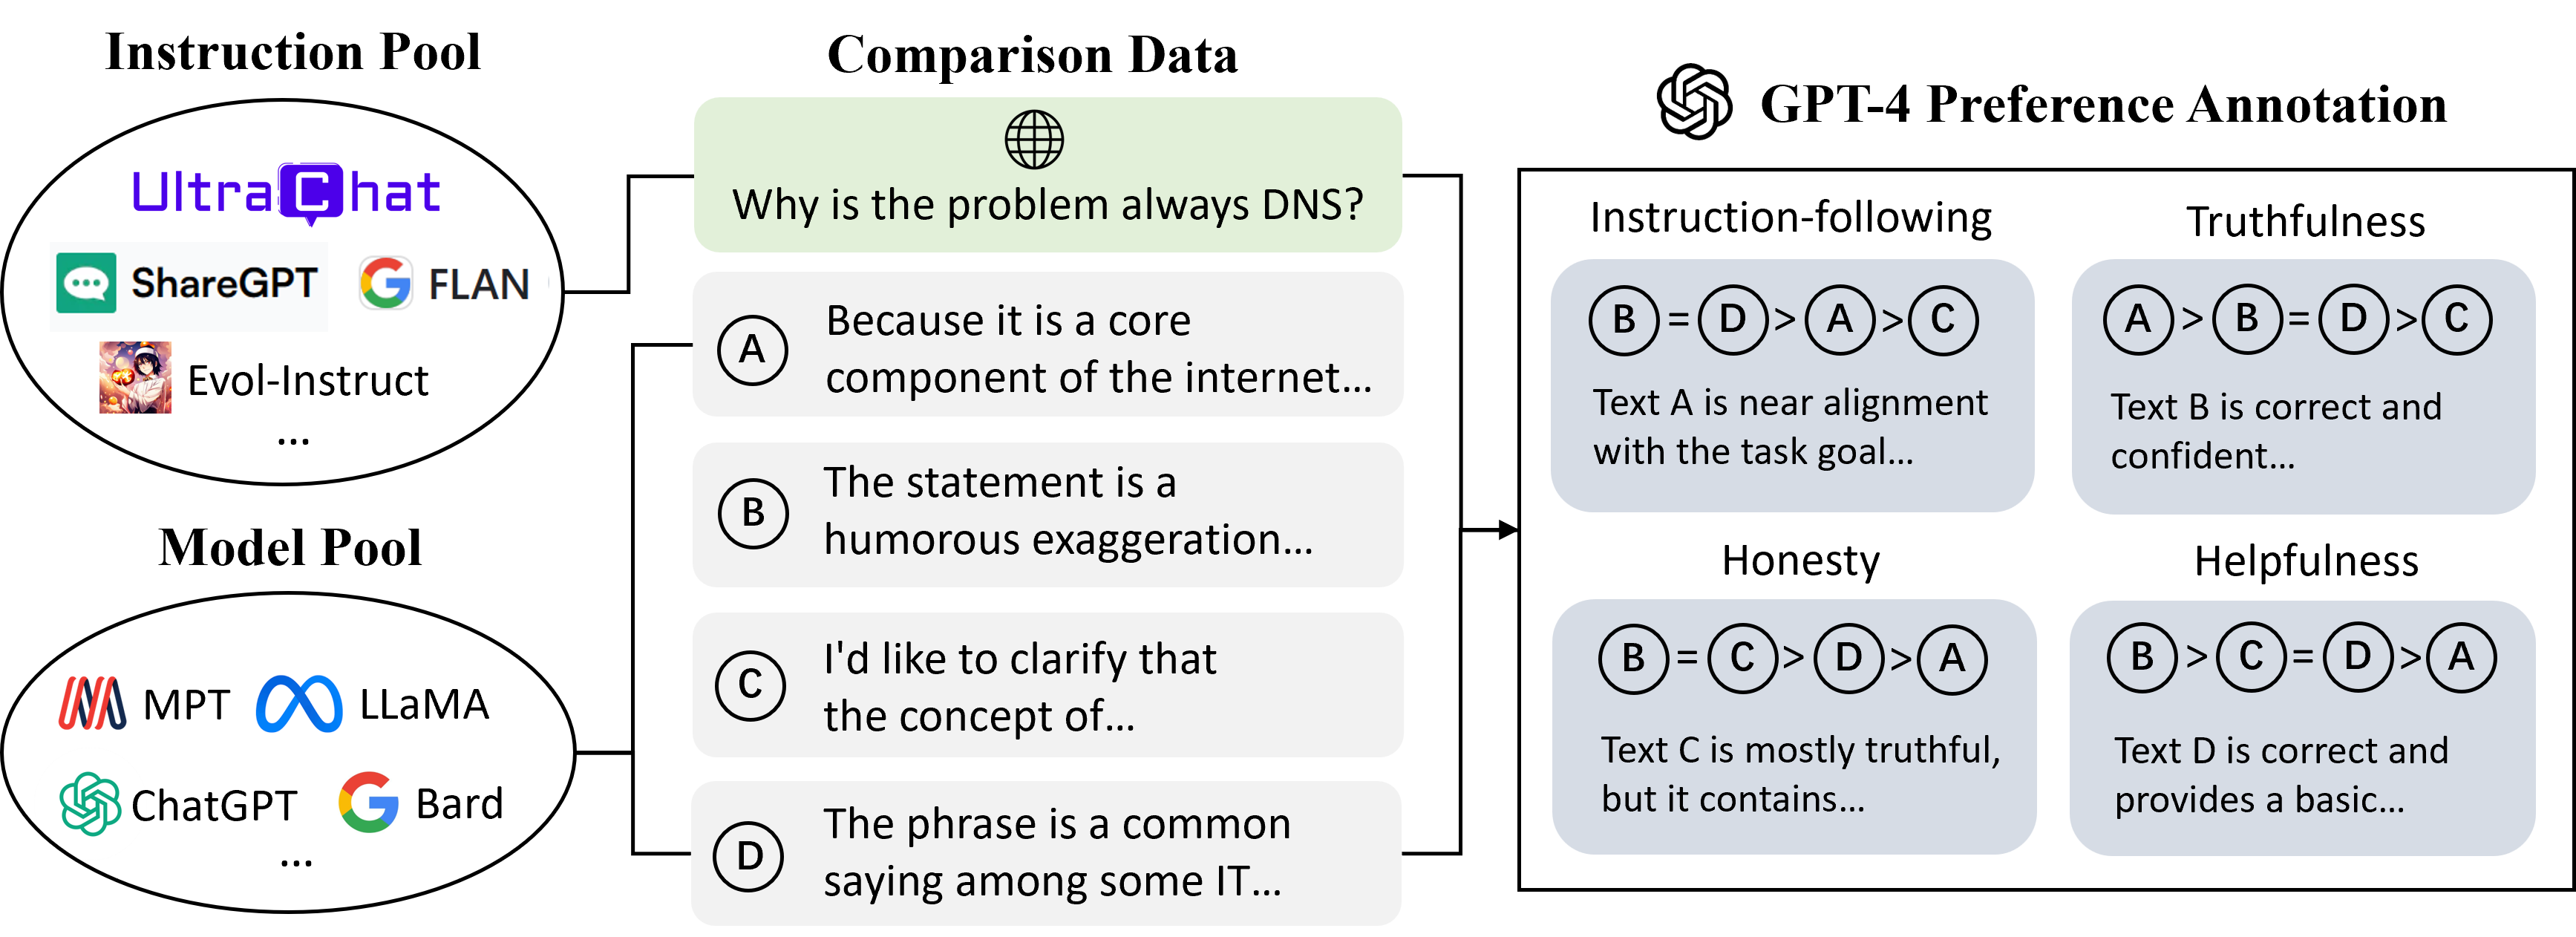 Instruction Pool
UltraChat
ShareGPT
FLAN
Evol-Instruct
...
Model Pool
MPT
LLaMA
ChatGPT
Bard
...
Comparison Data
Why is the problem always DNS?
A
Because it is a core
component of the internet...
B
The statement is a
humorous exaggeration...
C
I'd like to clarify that
the concept of...
D
The phrase is a common
saying among some IT...
GPT-4 Preference Annotation
Instruction-following
B = D > A > C
Text A is near alignment
with the task goal...
Truthfulness
A > B = D > C
Text B is correct and
confident...
Honesty
B = C > D > A
Text C is mostly truthful,
but it contains...
Helpfulness
B > C = D > A
Text D is correct and
provides a basic...